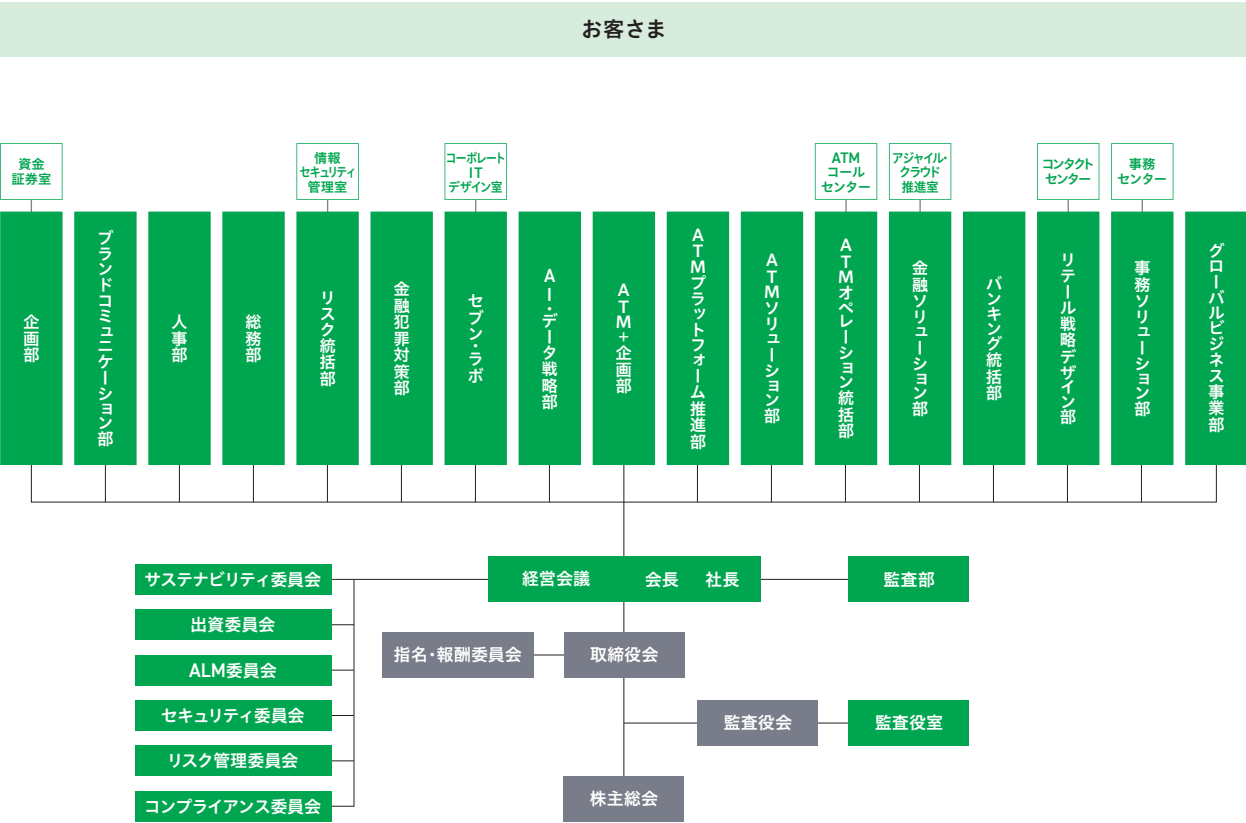 お客さま
資金
証券室
情報
セキュリティ
管理室
コーポレート
IT
デザイン室
ATM
コール
センター
アジャイル・
クラウド
推進室
コンタクト
センター
事務
センター
企画部
ブランドコミュニケーション部
人事部
総務部
リスク統括部
金融犯罪対策部
セブン・ラボ
AI・データ戦略部
ATM+企画部
ATMプラットフォーム推進部
ATMソリューション部
ATMオペレーション統括部
金融ソリューション部
バンキング統括部
リテール戦略デザイン部
事務ソリューション部
グローバルビジネス事業部
サステナビリティ委員会
経営会議 会長 社長
監査部
出資委員会
指名・報酬委員会
取締役会
ALM委員会
セキュリティ委員会
監査役会
監査役室
リスク管理委員会
株主総会
コンプライアンス委員会